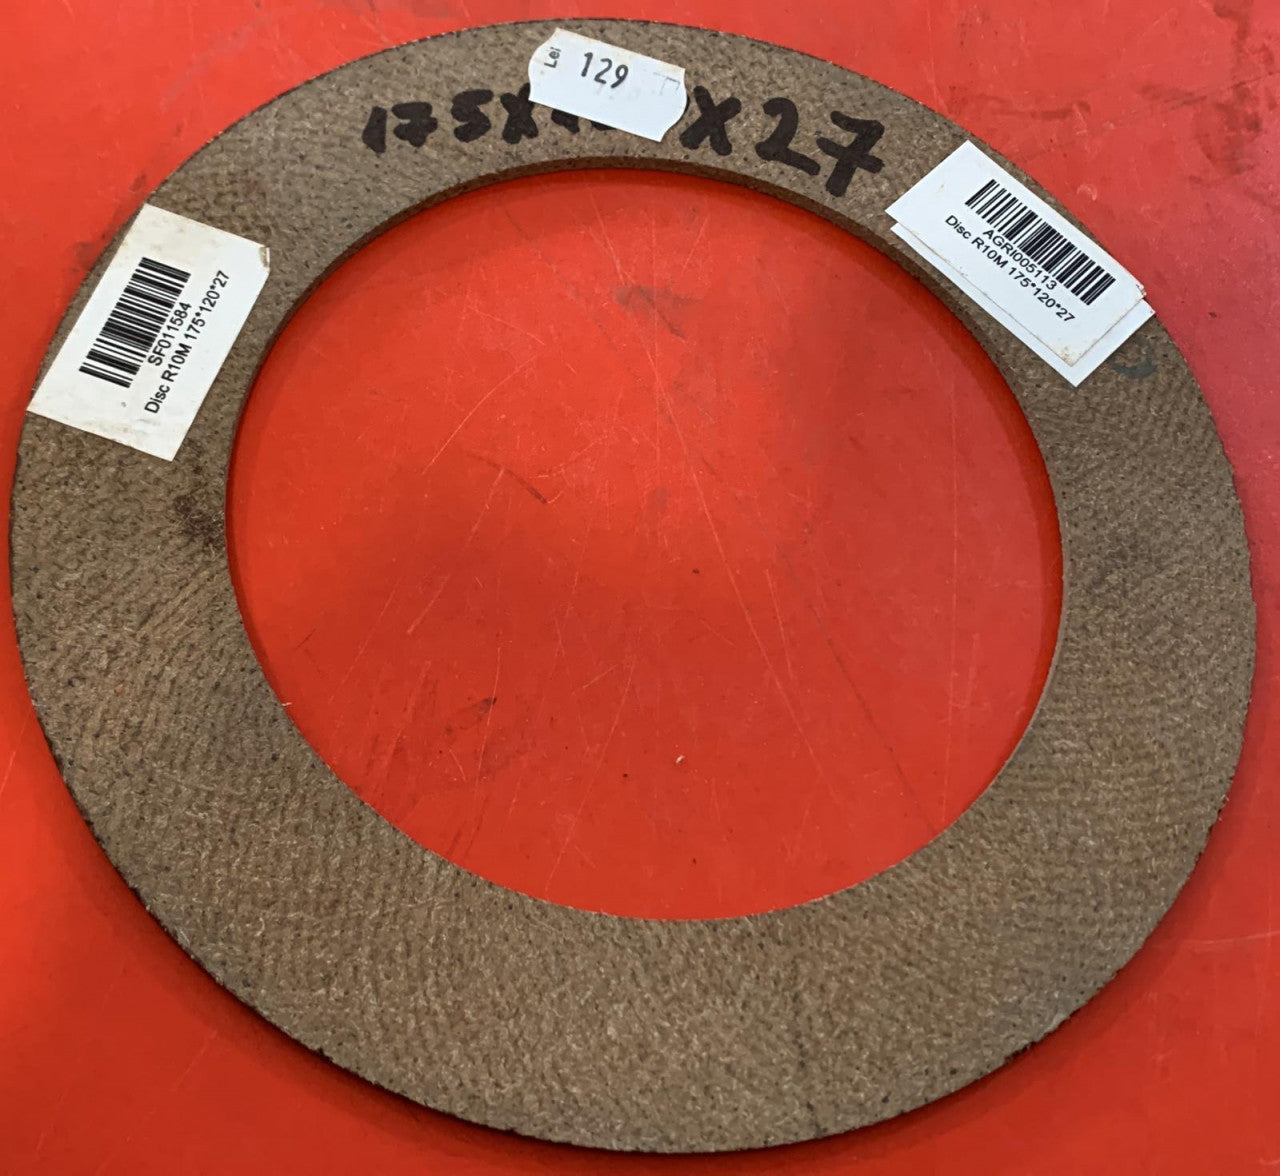 Lei 129
175X X27
SF011584
Disc R10M 175*120*27
AGRI005113
Disc R10M 175*120*27